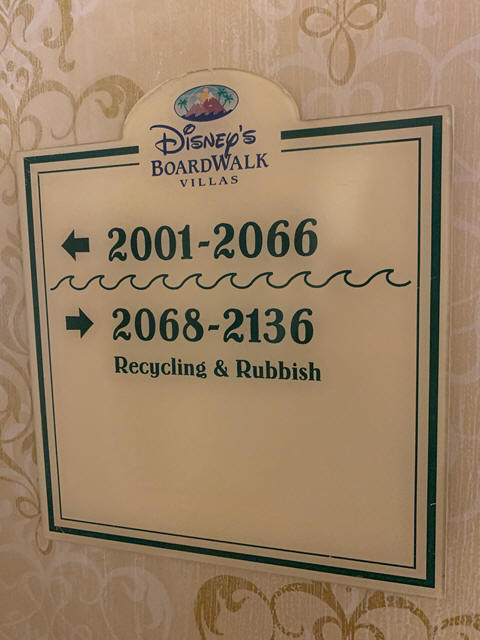 Disney's
BOARDWALK
VILLAS
← 2001-2066
→ 2068-2136
Recycling & Rubbish